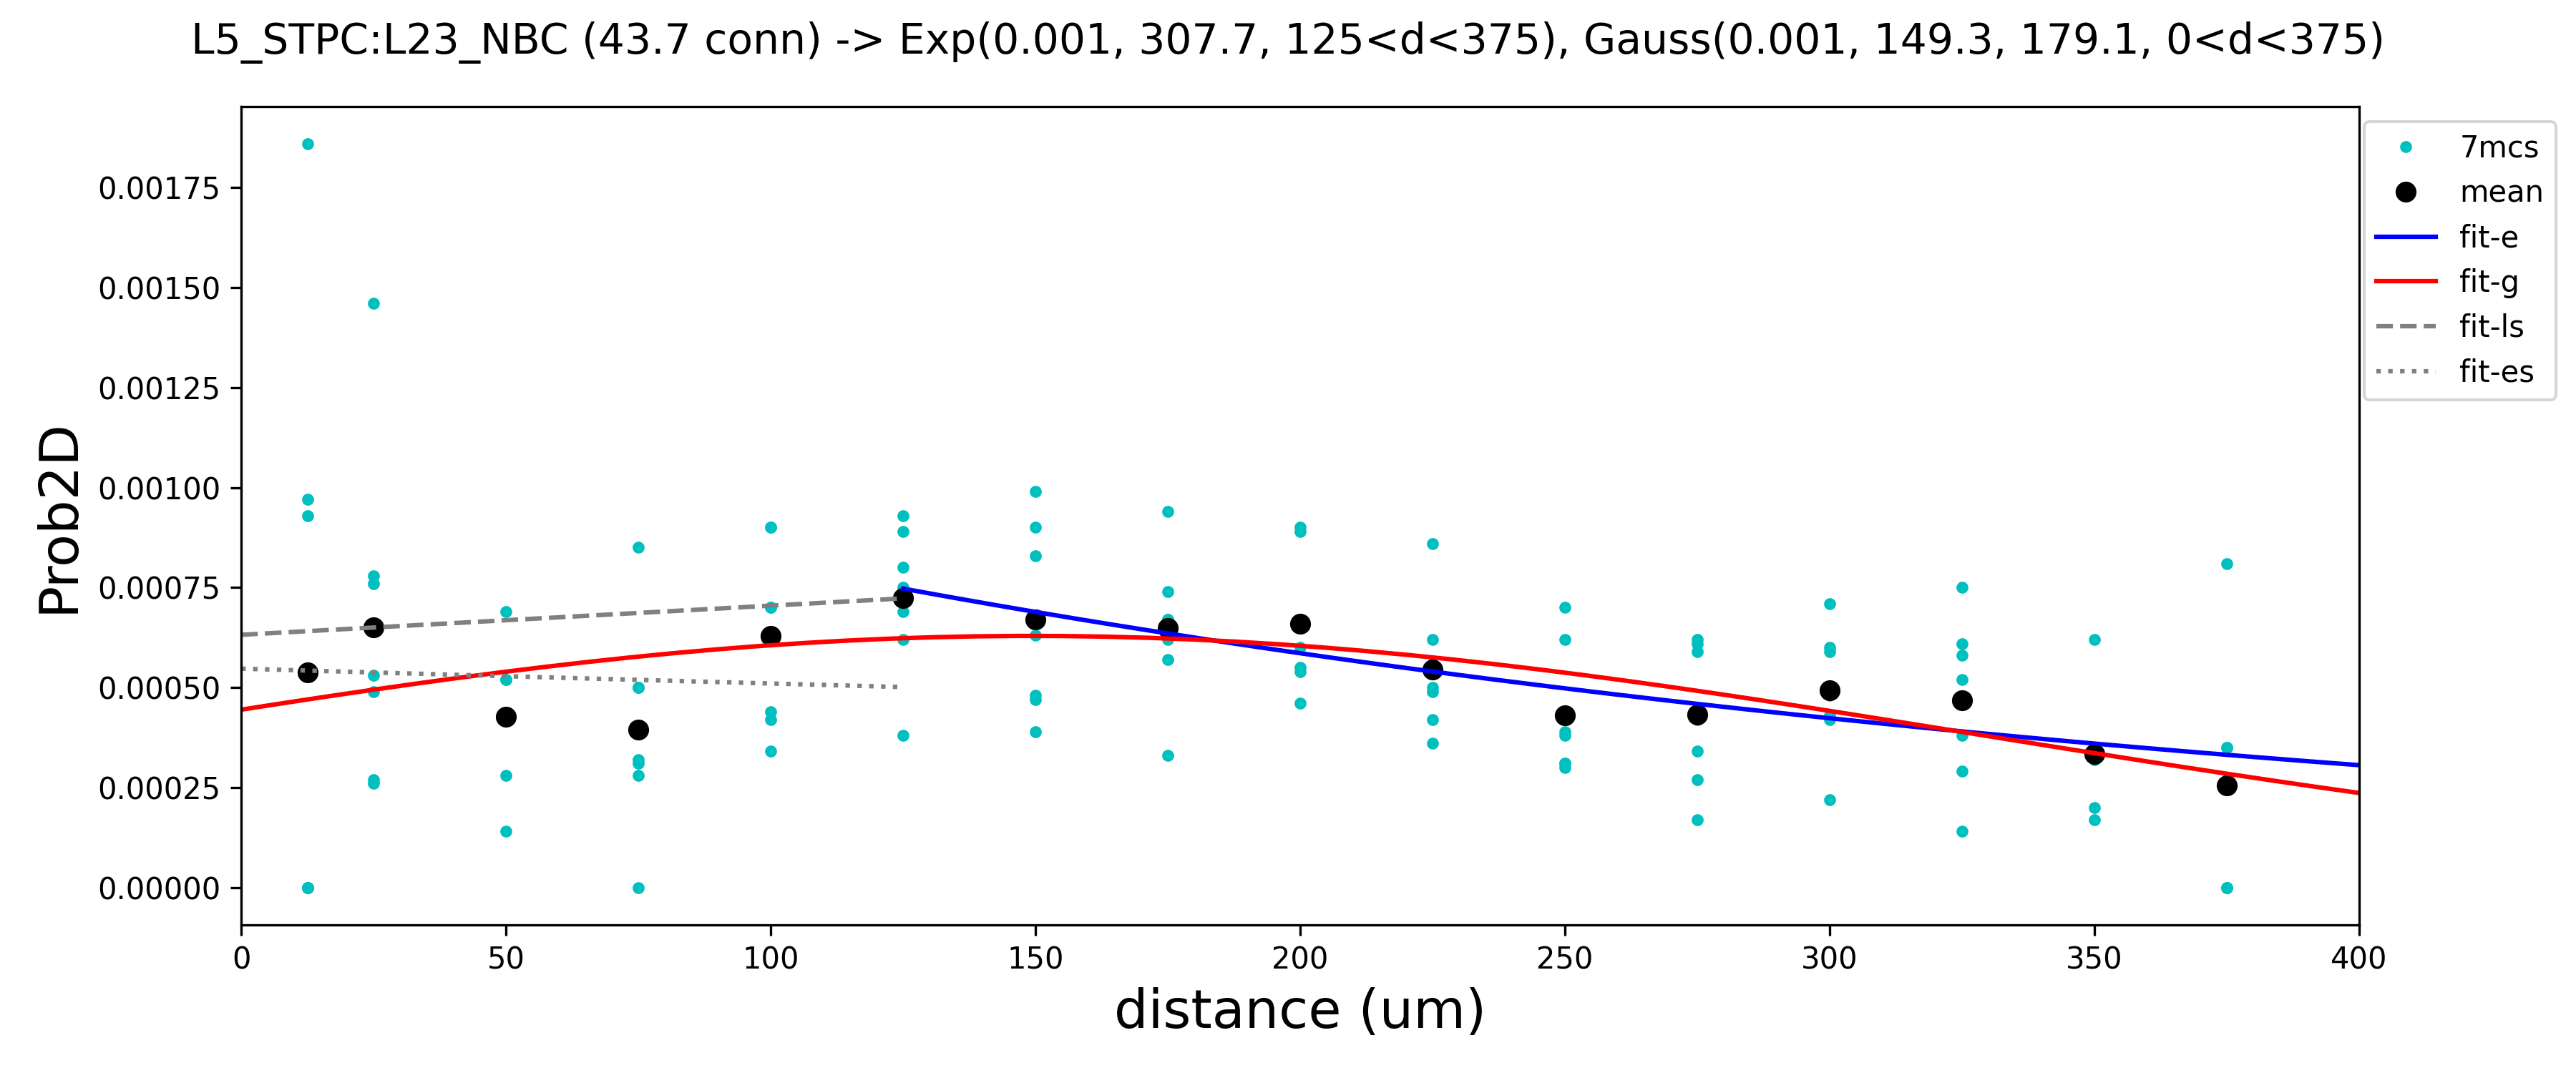 L5_STPC:L23_NBC (43.7 conn) -> Exp(0.001, 307.7, 125<d<375), Gauss(0.001, 149.3, 179.1, 0<d<375)
7mcs
mean
fit-e
fit-g
fit-ls
fit-es
Prob2D
0.00175
0.00150
0.00125
0.00100
0.00075
0.00050
0.00025
0.00000
0 50 100 150 200 250 300 350 400
distance (um)